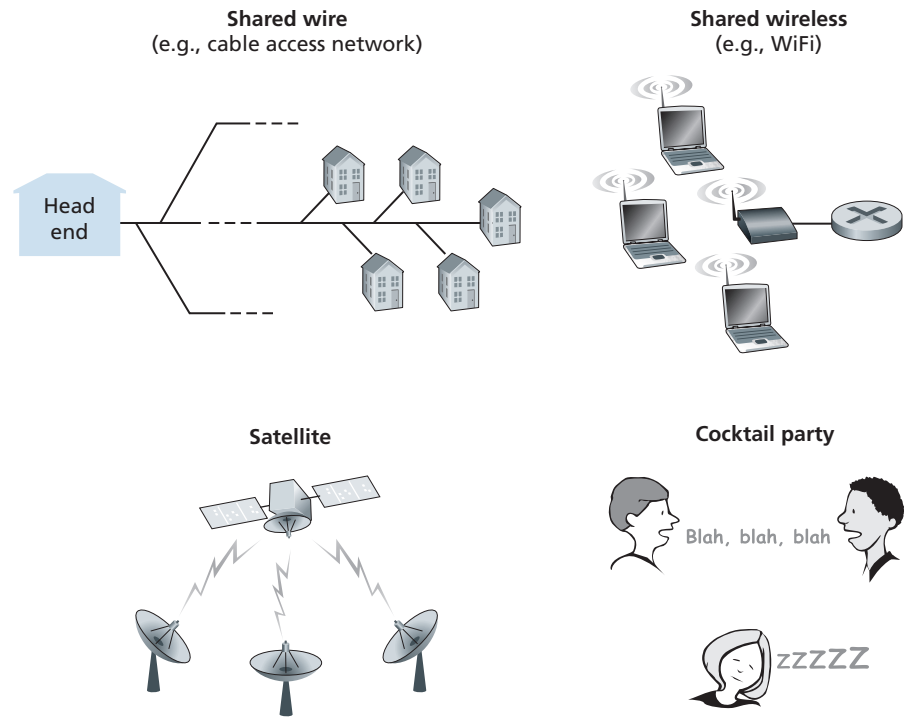 Shared wire
(e.g., cable access network)
Head
end
Shared wireless
(e.g., WiFi)
Satellite
Cocktail party
Blah, blah, blah
zzzzz